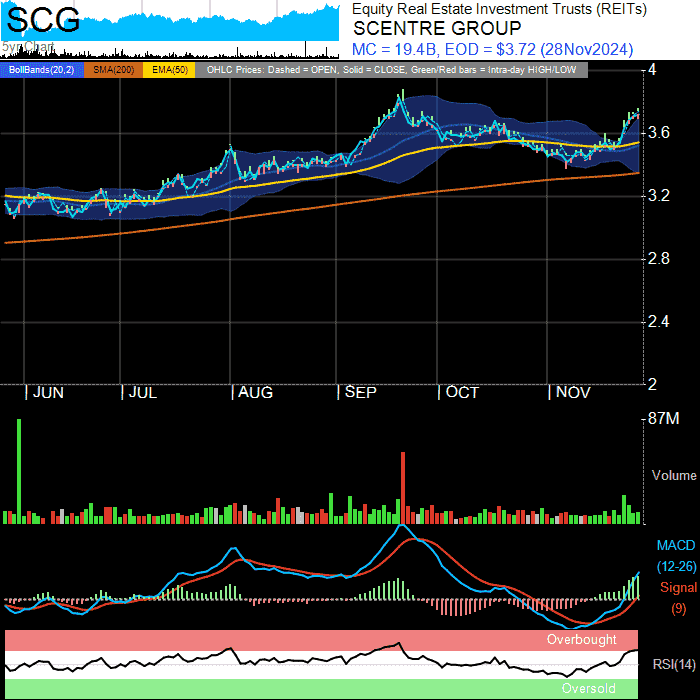 SCG
5yr Chart
Equity Real Estate Investment Trusts (REITs)
SCENTRE GROUP
MC = 19.4B, EOD = $3.72 (28Nov2024)
BollBands(20,2) SMA(200) EMA(50) OHLC Prices: Dashed = OPEN, Solid = CLOSE, Green/Red bars = Intra-day HIGH/LOW
4
3.6
3.2
2.8
2.4
2
JUN JUL AUG SEP OCT NOV
87M
Volume
MACD
(12-26)
Signal
(9)
Overbought
RSI(14)
Oversold